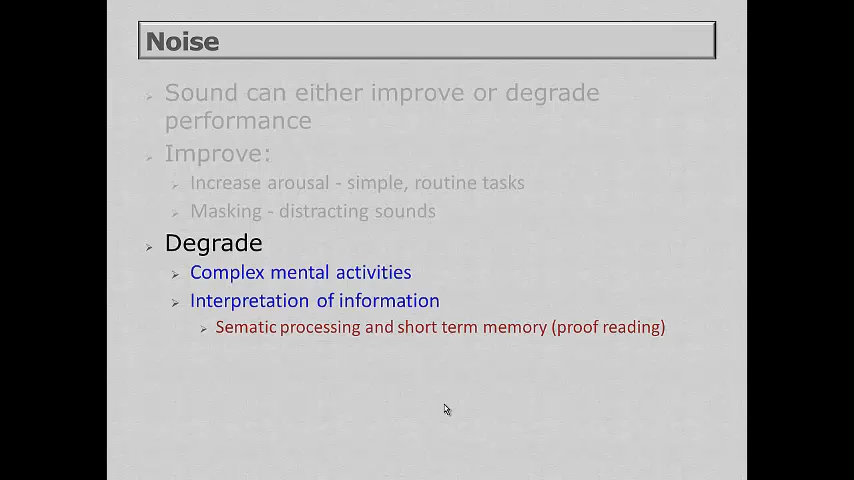 Noise
Sound can either improve or degrade
performance
Improve:
Increase arousal - simple, routine tasks
Masking - distracting sounds
Degrade
Complex mental activities
Interpretation of information
Sematic processing and short term memory (proof reading)